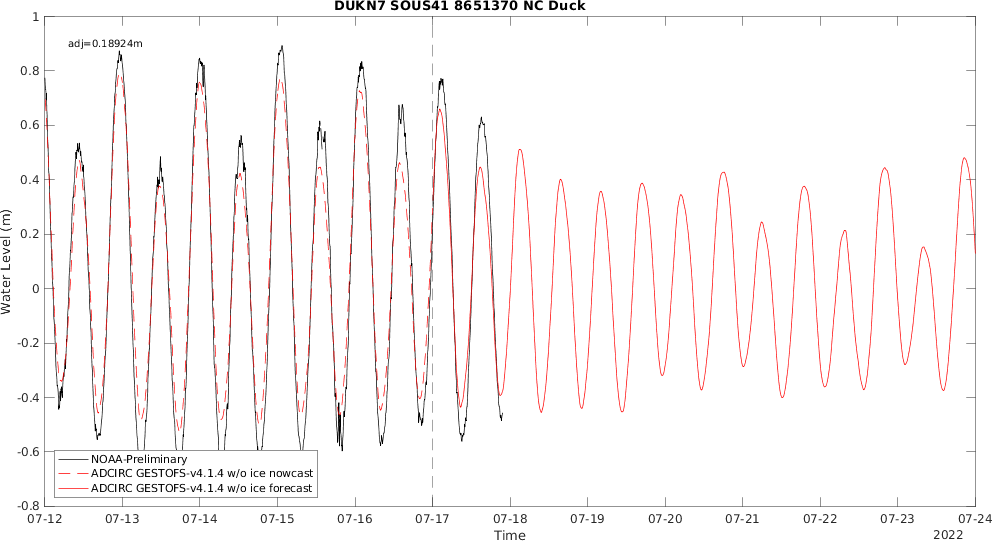 DUKN7 SOUS41 8651370 NC Duck
adj=0.18924m
1
0.8
0.6
0.4
0.2
0
-0.2
-0.4
-0.6
-0.8
Water Level (m)
NOAA-Preliminary
ADCIRC GESTOFS-v4.1.4 w/o ice nowcast
ADCIRC GESTOFS-v4.1.4 w/o ice forecast
07-12 07-13 07-14 07-15 07-16 07-17 07-18 07-19 07-20 07-21 07-22 07-23 07-24
Time
2022